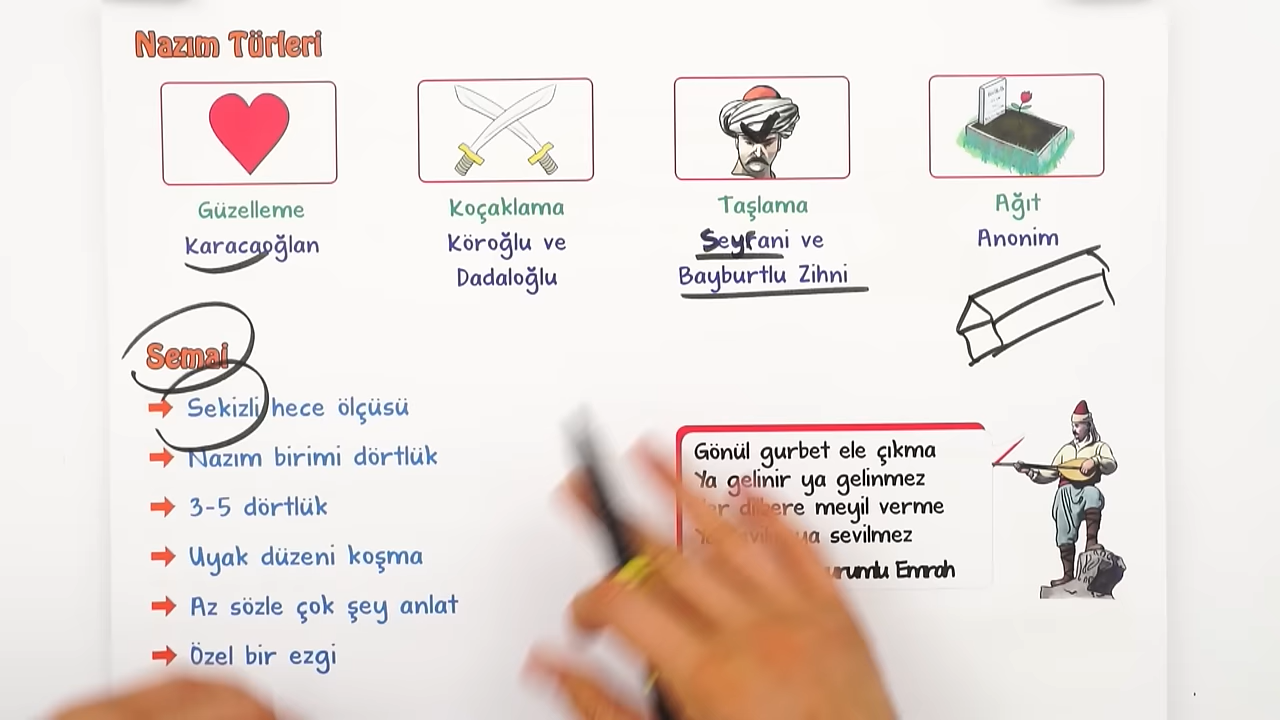 Nazım Türleri
Güzelleme
Karacaoğlan
Koçaklama
Köroğlu ve
Dadaloğlu
Taşlama
Seyrani ve
Bayburtlu Zihni
Ağıt
Anonim
Semai
Sekizli hece ölçüsü
Nazım birimi dörtlük
3-5 dörtlük
Uyak düzeni koşma
Az sözle çok şey anlat
Özel bir ezgi
Gönül gurbet ele çıkma
Ya gelinir ya gelinmez
meyil verme
sevilmez
Emrah